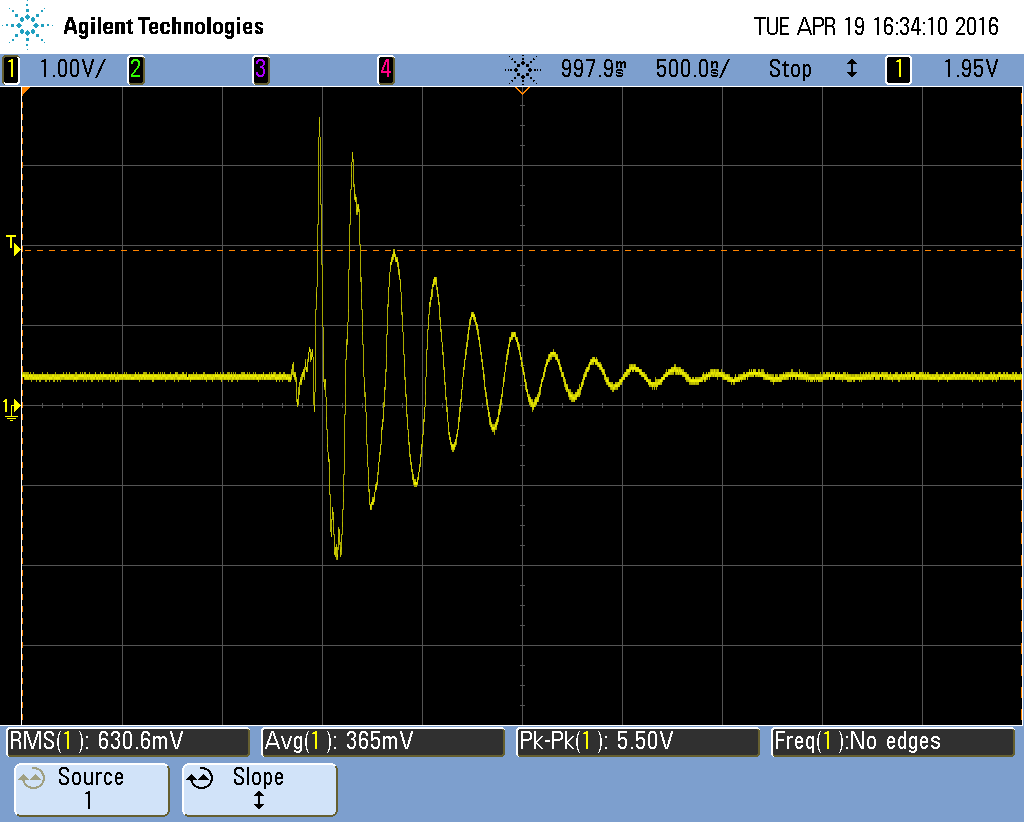 Agilent Technologies
TUE APR 19 16:34:10 2016
1 1.00V/ 2 3 4 997.9ms 500.0ns/ Stop ↕ 1 1.95V
T
1
RMS(1): 630.6mV Avg(1): 365mV Pk-Pk(1): 5.50V Freq(1):No edges
Source Slope
1 ↕